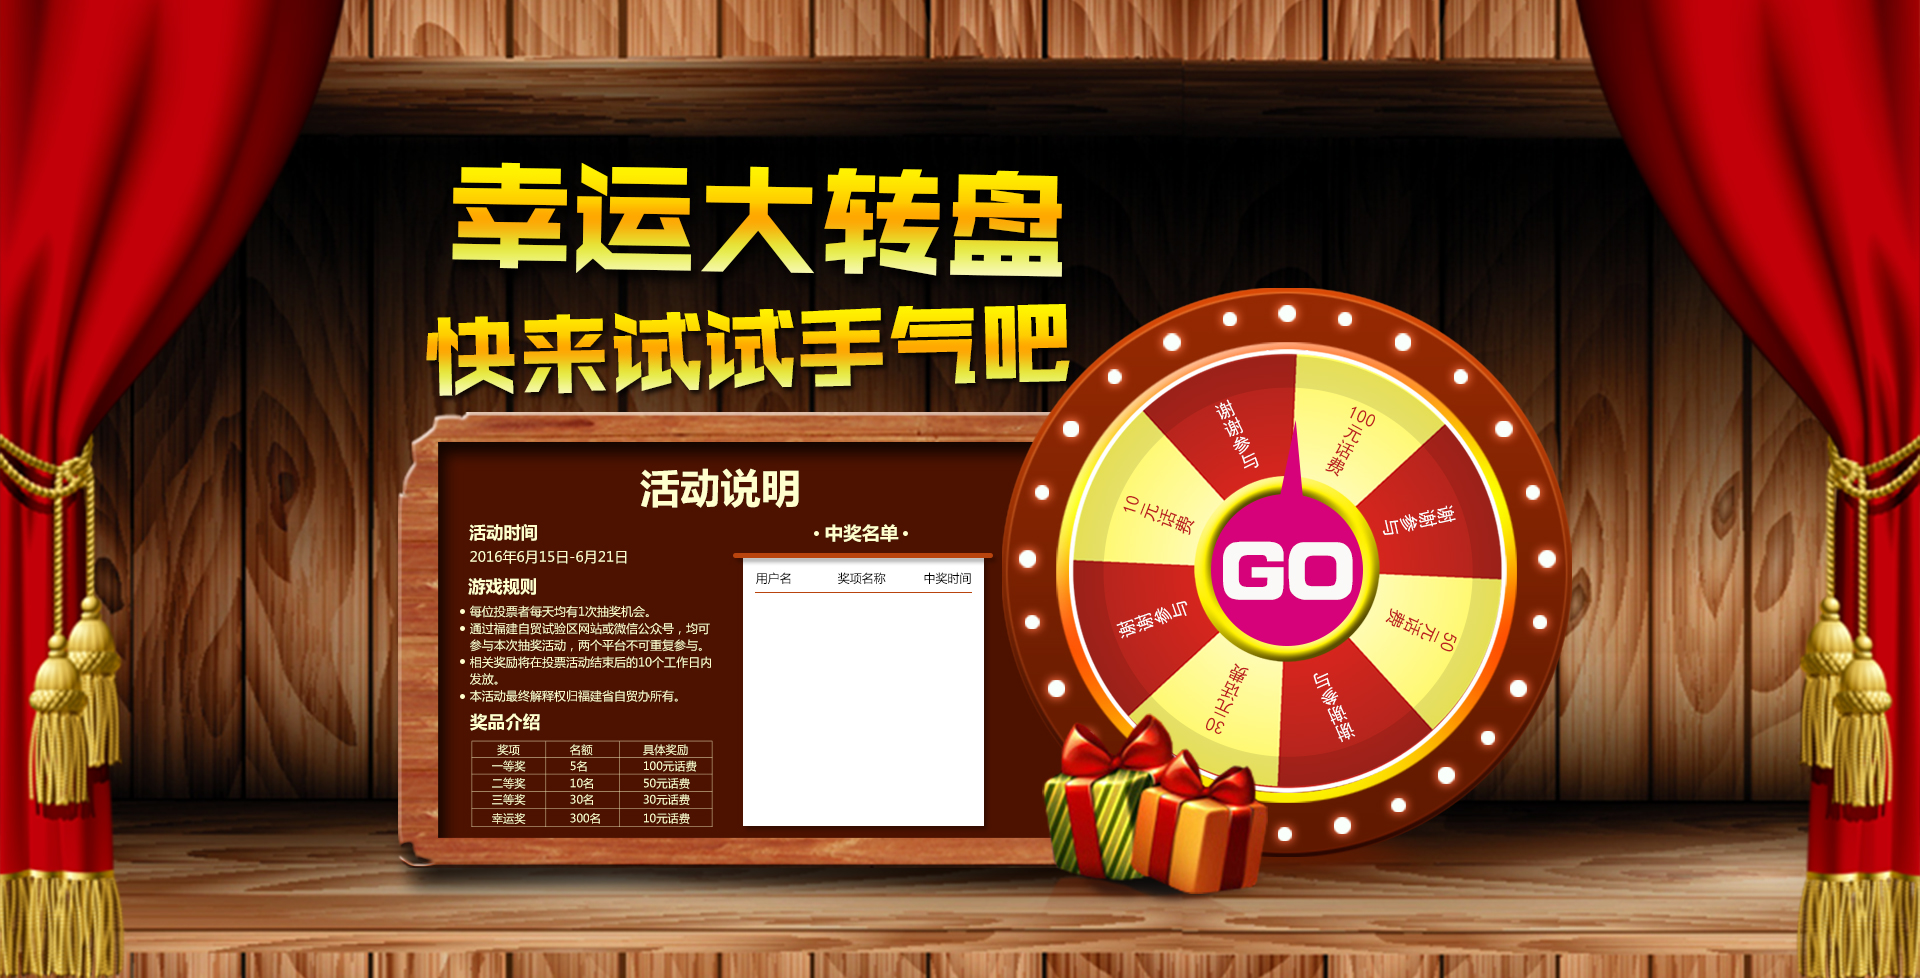 幸运大转盘
快来试试手气吧
活动说明
活动时间
2016年6月15日-6月21日
游戏规则
• 每位投票者每天均有1次抽奖机会。
• 通过福建自贸试验区网站或微信公众号，均可
参与本次抽奖活动，两个平台不可重复参与。
• 相关奖励将在投票活动结束后的10个工作日内
发放。
• 本活动最终解释权归福建省自贸办所有。
奖品介绍
奖项 名额 具体奖励
一等奖 5名 100元话费
二等奖 10名 50元话费
三等奖 30名 30元话费
幸运奖 300名 10元话费
• 中奖名单 •
用户名 奖项名称 中奖时间
谢谢参与
100元话费
谢谢参与
50元话费
谢谢参与
30元话费
谢谢参与
10元话费
GO